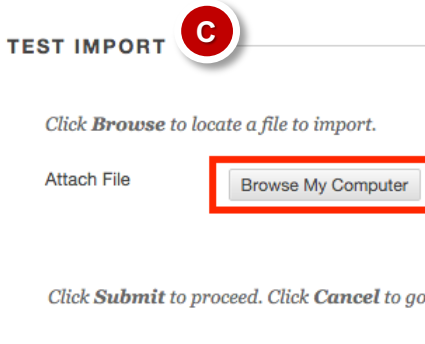 C
TEST IMPORT
Click Browse to locate a file to import.
Attach File
Browse My Computer
Click Submit to proceed. Click Cancel to go